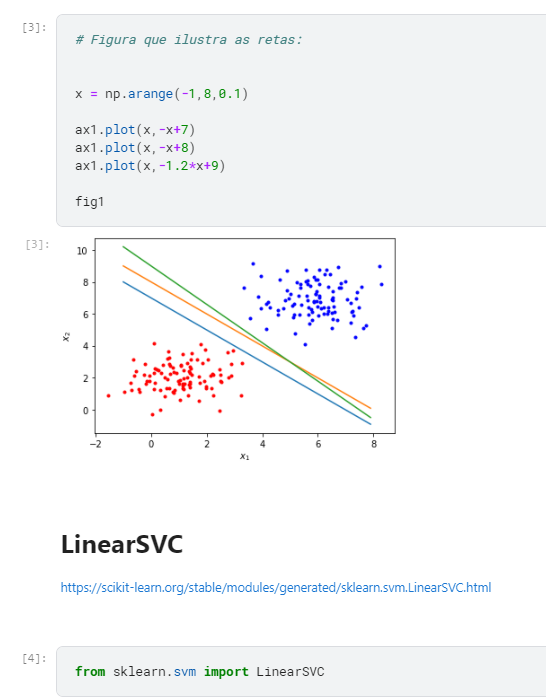 [3]:
# Figura que ilustra as retas:
x = np.arange(-1,8,0.1)
ax1.plot(x,-x+7)
ax1.plot(x,-x+8)
ax1.plot(x,-1.2*x+9)
fig1
[3]:
10
8
6
4
2
0
x₂
−2 0 2 4 6 8
x₁
LinearSVC
https://scikit-learn.org/stable/modules/generated/sklearn.svm.LinearSVC.html
[4]:
from sklearn.svm import LinearSVC